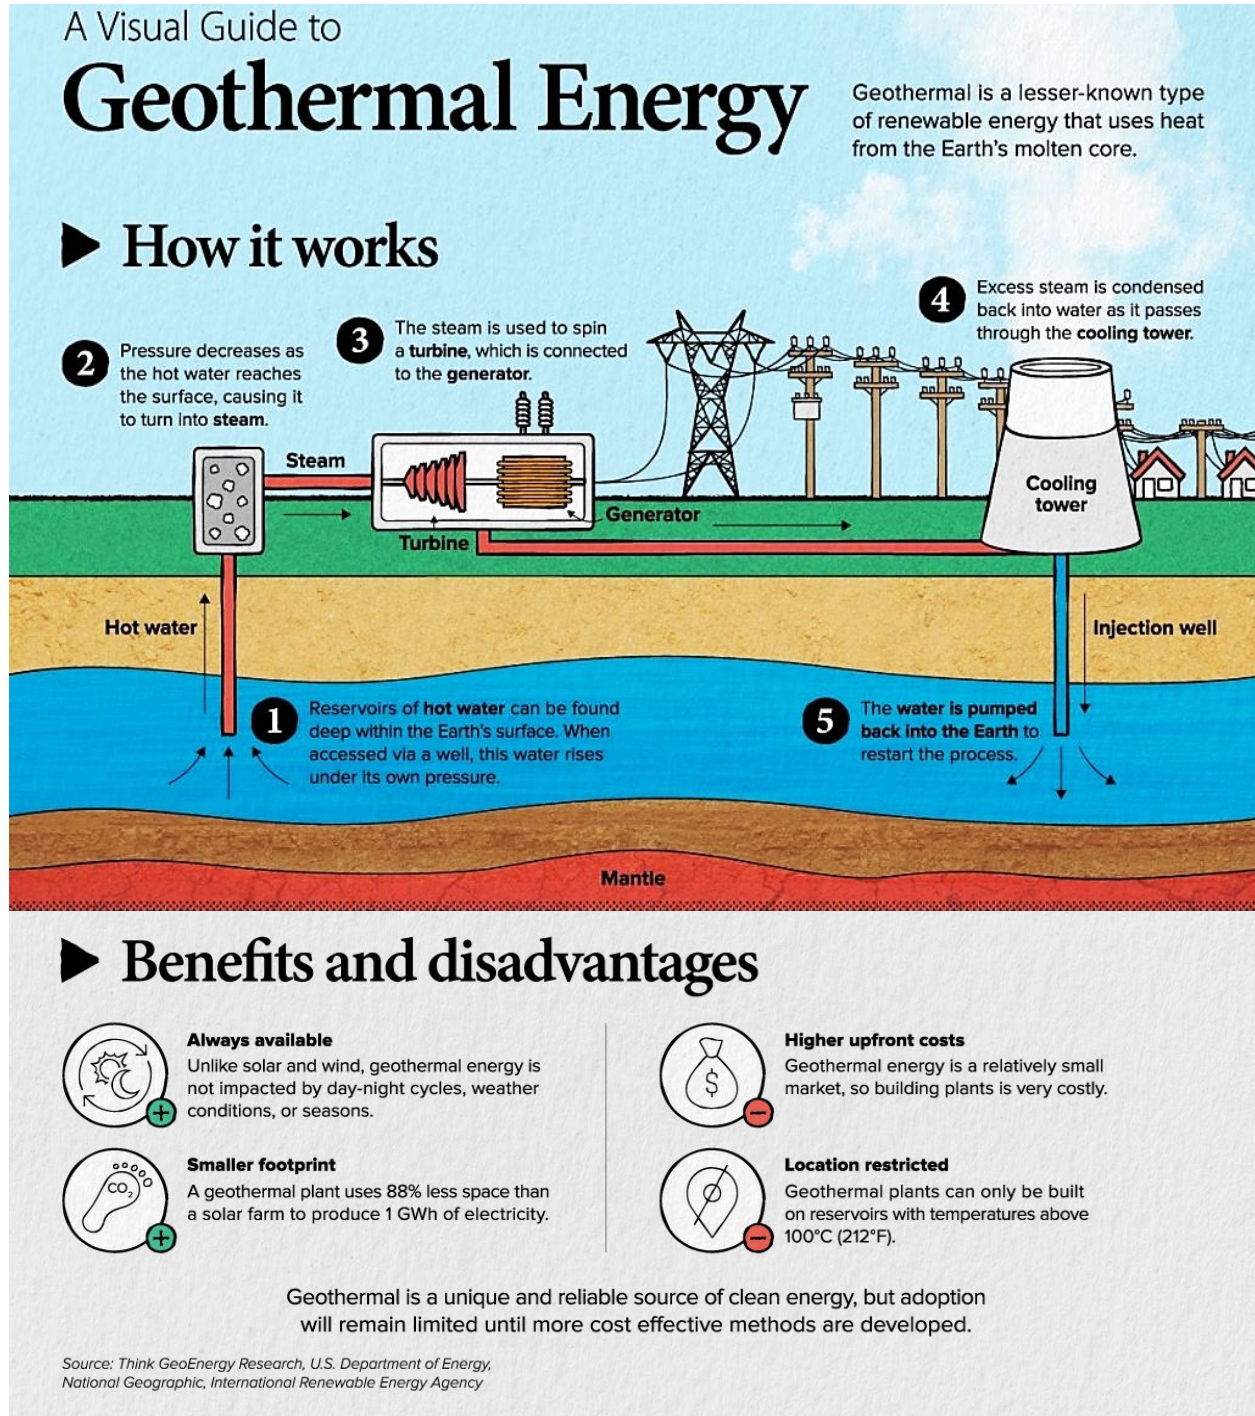 A Visual Guide to
Geothermal Energy
Geothermal is a lesser-known type
of renewable energy that uses heat
from the Earth's molten core.
How it works
2
Pressure decreases as
the hot water reaches
the surface, causing it
to turn into steam.
3
The steam is used to spin
a turbine, which is connected
to the generator.
4
Excess steam is condensed
back into water as it passes
through the cooling tower.
Steam
Turbine
Generator
Cooling
tower
Hot water
Injection well
1
Reservoirs of hot water can be found
deep within the Earth's surface. When
accessed via a well, this water rises
under its own pressure.
5
The water is pumped
back into the Earth to
restart the process.
Mantle
Benefits and disadvantages
Always available
Unlike solar and wind, geothermal energy is
not impacted by day-night cycles, weather
conditions, or seasons.
CO₂
Smaller footprint
A geothermal plant uses 88% less space than
a solar farm to produce 1 GWh of electricity.
$
Higher upfront costs
Geothermal energy is a relatively small
market, so building plants is very costly.
Location restricted
Geothermal plants can only be built
on reservoirs with temperatures above
100°C (212°F).
Geothermal is a unique and reliable source of clean energy, but adoption
will remain limited until more cost effective methods are developed.
Source: Think GeoEnergy Research, U.S. Department of Energy,
National Geographic, International Renewable Energy Agency